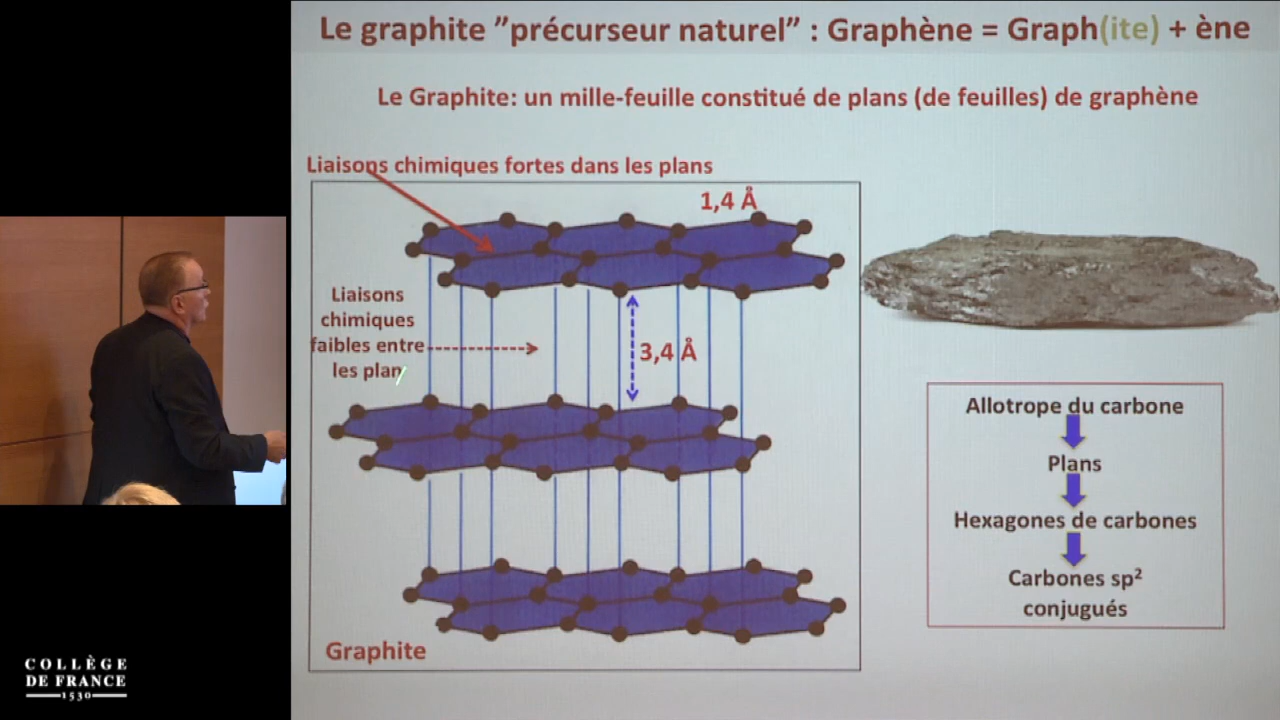 Le graphite ”précurseur naturel” : Graphène = Graph(ite) + ène
Le Graphite: un mille-feuille constitué de plans (de feuilles) de graphène
Liaisons chimiques fortes dans les plans
1,4 Å
Liaisons
chimiques
faibles entre
les plan
3,4 Å
Graphite
Allotrope du carbone
Plans
Hexagones de carbones
Carbones sp²
conjugués
COLLÈGE
DE FRANCE
1530